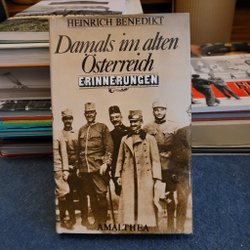 HEINRICH BENEDIKT
Damals im alten
Österreich
ERINNERUNGEN
AMALTHEA